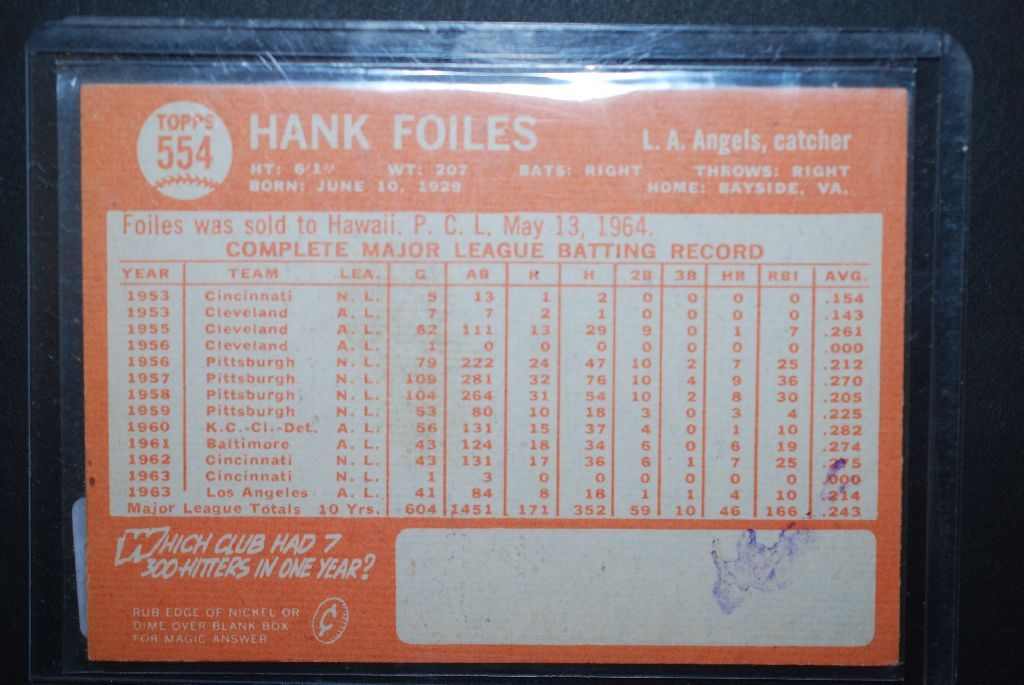 TOPPS
554
HANK FOILES
L. A. Angels, catcher
HT: 6'1" WT: 207 BATS: RIGHT THROWS: RIGHT
BORN: JUNE 10, 1929 HOME: BAYSIDE, VA.
Foiles was sold to Hawaii, P. C. L. May 13, 1964.
COMPLETE MAJOR LEAGUE BATTING RECORD
YEAR TEAM LEA. G AB R H 2B 3B HR RBI AVG.
1953 Cincinnati N. L. 5 13 1 2 0 0 0 0 .154
1953 Cleveland A. L. 7 7 2 1 0 0 0 0 .143
1955 Cleveland A. L. 62 111 13 29 9 0 1 7 .261
1956 Cleveland A. L. 1 0 0 0 0 0 0 0 .000
1956 Pittsburgh N. L. 79 222 24 47 10 2 7 25 .212
1957 Pittsburgh N. L. 109 281 32 76 10 4 9 36 .270
1958 Pittsburgh N. L. 104 264 31 54 10 2 8 30 .205
1959 Pittsburgh N. L. 53 80 10 18 3 0 3 4 .225
1960 K.C.-Cl.-Det. A. L. 56 131 15 37 4 0 1 10 .282
1961 Baltimore A. L. 43 124 18 34 6 0 6 19 .274
1962 Cincinnati N. L. 43 131 17 36 6 1 7 25 .275
1963 Cincinnati N. L. 1 3 0 0 0 0 0 0 .000
1963 Los Angeles A. L. 41 84 8 18 1 1 4 10 .214
Major League Totals 10 Yrs. 604 1451 171 352 59 10 46 166 .243
WHICH CLUB HAD 7
300-HITTERS IN ONE YEAR?
RUB EDGE OF NICKEL OR
DIME OVER BLANK BOX
FOR MAGIC ANSWER
¢